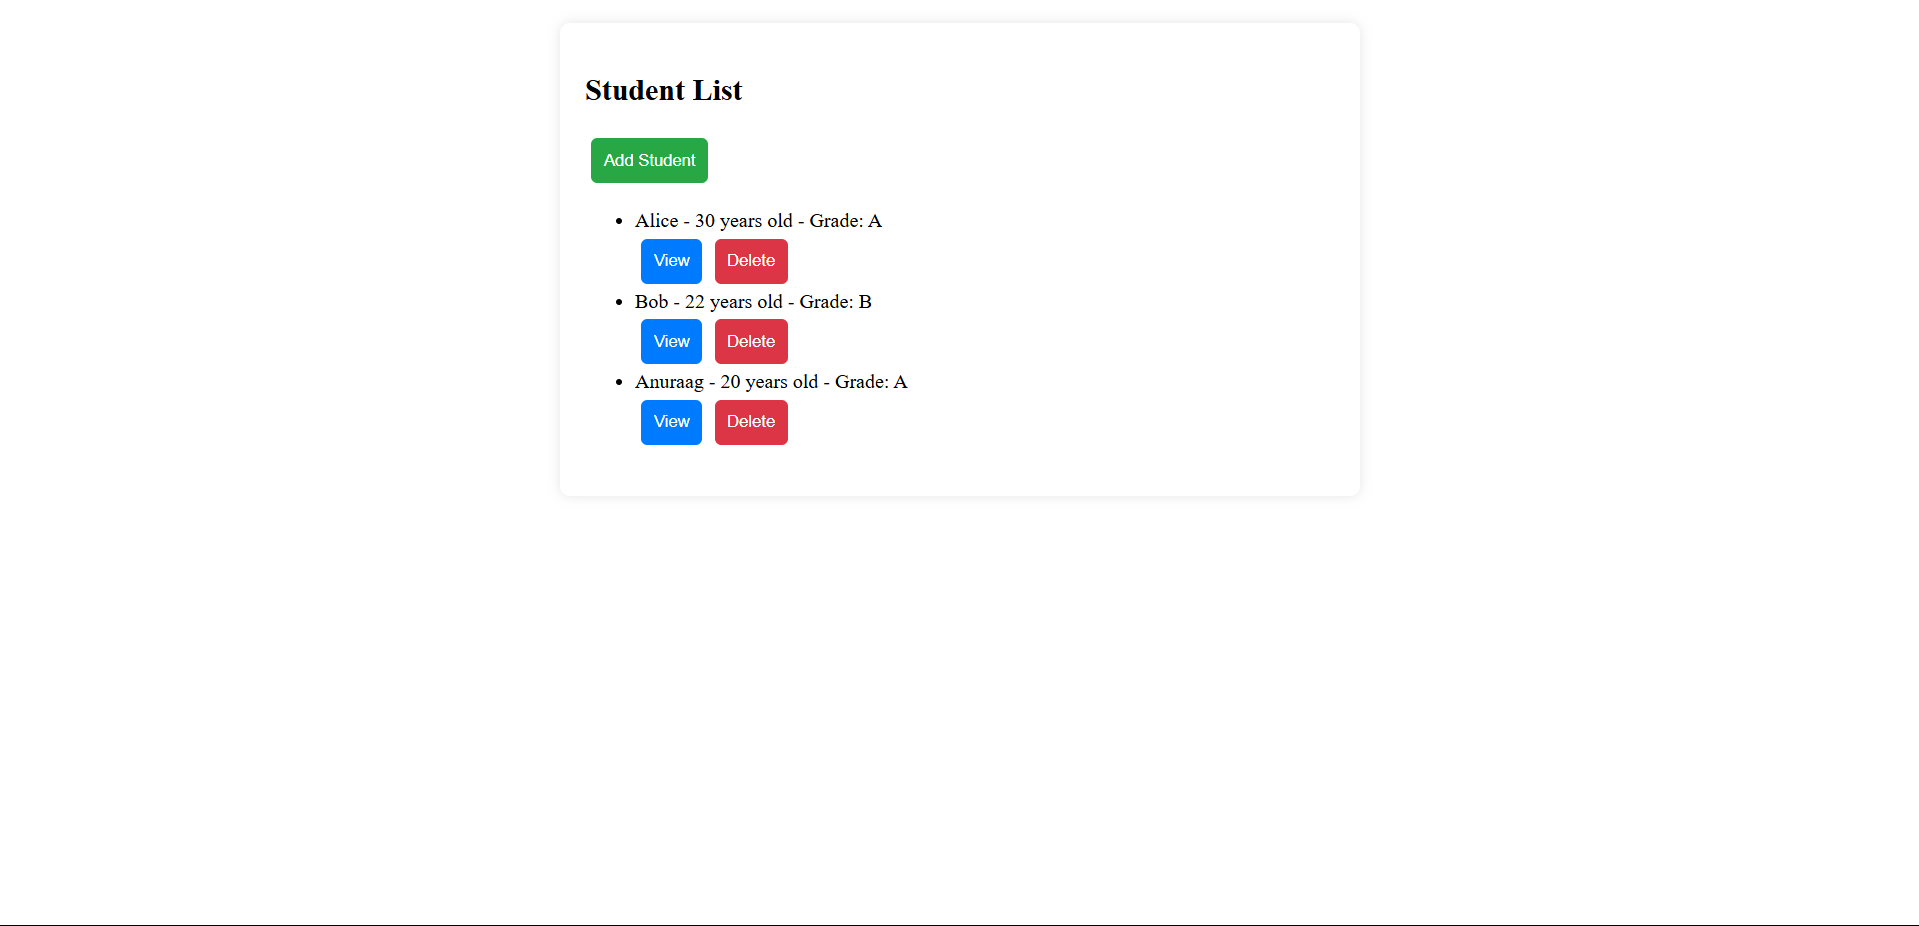 Student List
Add Student
Alice - 30 years old - Grade: A
View Delete
Bob - 22 years old - Grade: B
View Delete
Anuraag - 20 years old - Grade: A
View Delete